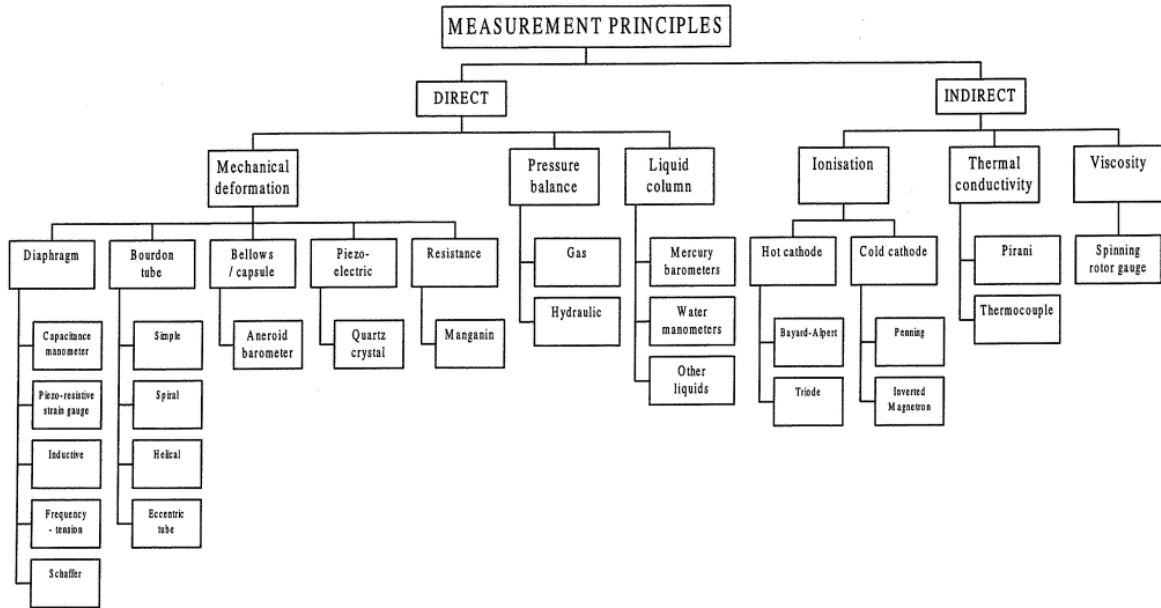 MEASUREMENT PRINCIPLES
DIRECT
INDIRECT
Mechanical
deformation
Pressure
balance
Liquid
column
Ionisation
Thermal
conductivity
Viscosity
Diaphragm
Bourdon
tube
Bellows
/ capsule
Piezo-
electric
Resistance
Gas
Hydraulic
Mercury
barometers
Water
manometers
Other
liquids
Hot cathode
Cold cathode
Pirani
Thermocouple
Spinning
rotor gauge
Capacitance
manometer
Piezo-resistive
strain gauge
Inductive
Frequency
- tension
Schaffer
Simple
Spiral
Helical
Eccentric
tube
Aneroid
barometer
Quartz
crystal
Manganin
Bayard-Alpert
Triode
Penning
Inverted
Magnetron